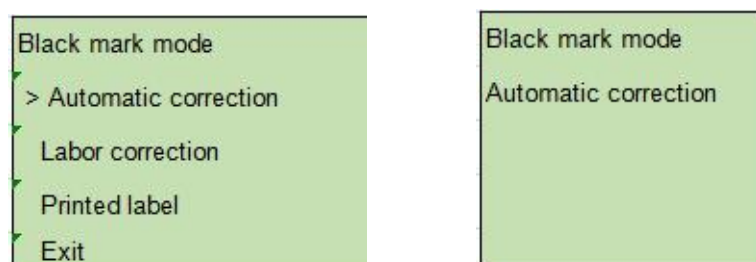 Black mark mode
> Automatic correction
Labor correction
Printed label
Exit
Black mark mode
Automatic correction